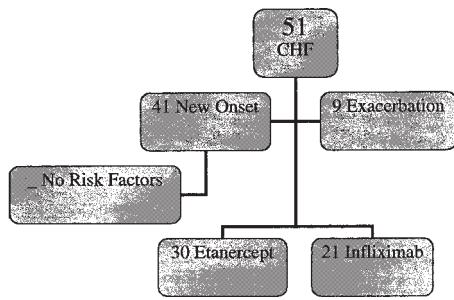 51
CHF
41 New Onset
9 Exacerbation
_ No Risk Factors
30 Etanercept
21 Infliximab